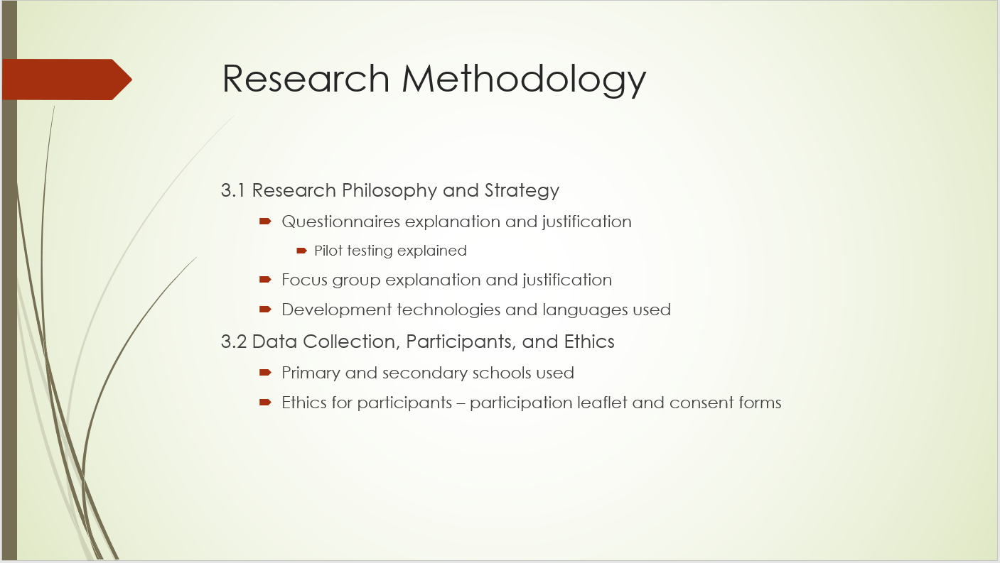 Research Methodology
3.1 Research Philosophy and Strategy
Questionnaires explanation and justification
Pilot testing explained
Focus group explanation and justification
Development technologies and languages used
3.2 Data Collection, Participants, and Ethics
Primary and secondary schools used
Ethics for participants – participation leaflet and consent forms